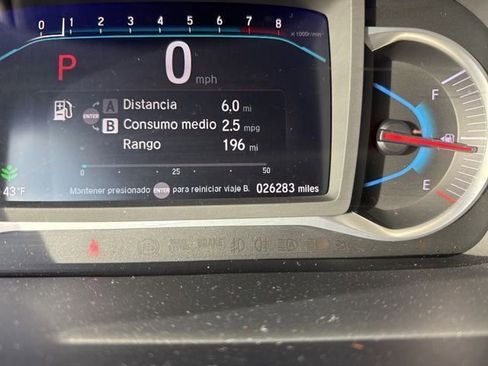 0 1 2 3 4 5 6 7 8
x1000r/min
P 0 mph
ENTER A Distancia 6.0 mi
B Consumo medio 2.5 mpg
Rango 196 mi
0 25 50
43°F
Mantener presionado ENTER para reiniciar viaje B. 026283 miles
F
E
BRAKE